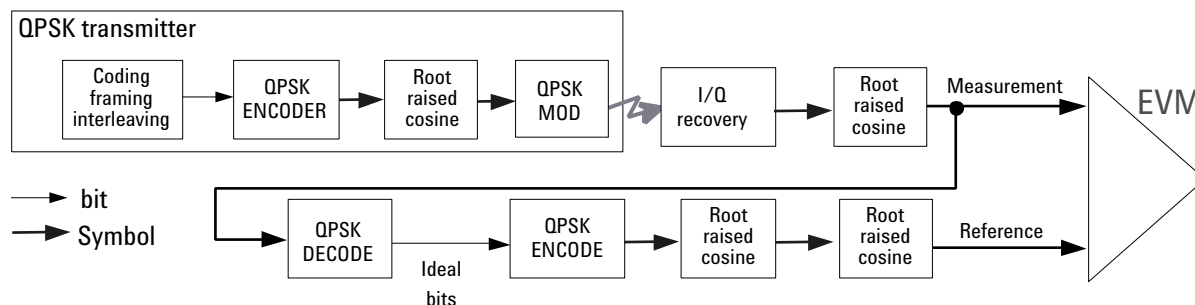 QPSK transmitter
Coding
framing
interleaving
QPSK
ENCODER
Root
raised
cosine
QPSK
MOD
I/Q
recovery
Root
raised
cosine
Measurement
EVM
bit
Symbol
QPSK
DECODE
Ideal
bits
QPSK
ENCODE
Root
raised
cosine
Root
raised
cosine
Reference